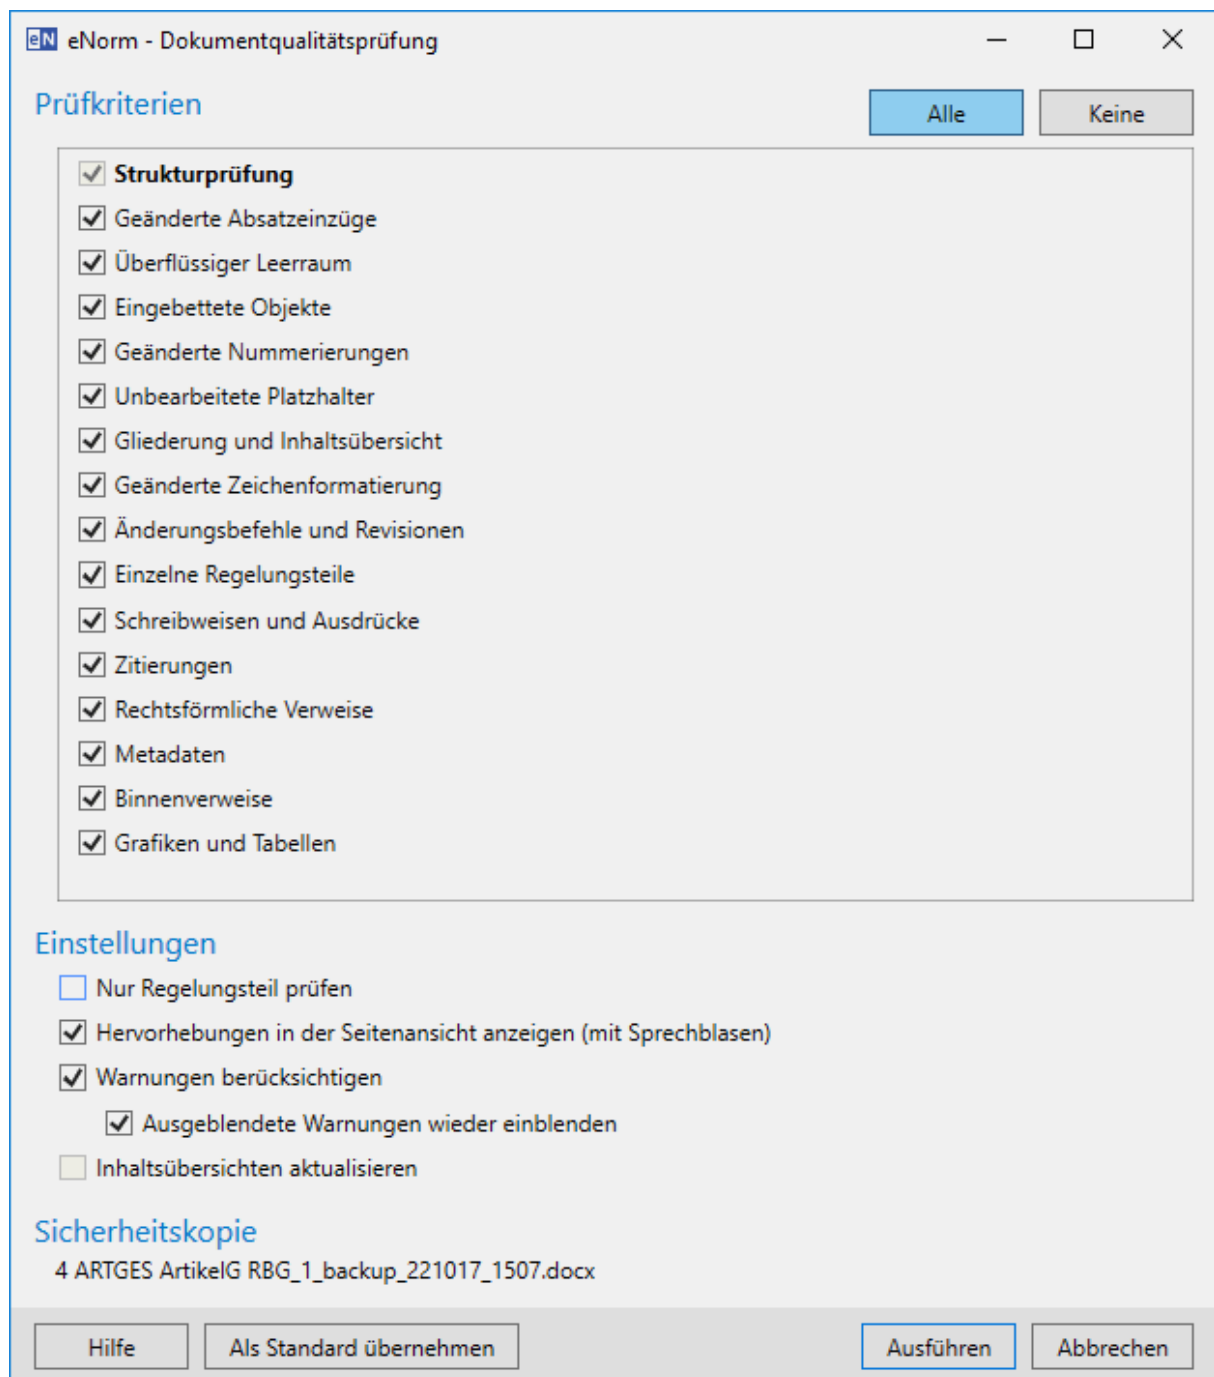 eN eNorm - Dokumentqualitätsprüfung
Prüfkriterien
Alle Keine
Strukturprüfung
Geänderte Absatzeinzüge
Überflüssiger Leerraum
Eingebettete Objekte
Geänderte Nummerierungen
Unbearbeitete Platzhalter
Gliederung und Inhaltsübersicht
Geänderte Zeichenformatierung
Änderungsbefehle und Revisionen
Einzelne Regelungsteile
Schreibweisen und Ausdrücke
Zitierungen
Rechtsförmliche Verweise
Metadaten
Binnenverweise
Grafiken und Tabellen
Einstellungen
Nur Regelungsteil prüfen
Hervorhebungen in der Seitenansicht anzeigen (mit Sprechblasen)
Warnungen berücksichtigen
Ausgeblendete Warnungen wieder einblenden
Inhaltsübersichten aktualisieren
Sicherheitskopie
4 ARTGES ArtikelG RBG_1_backup_221017_1507.docx
Hilfe Als Standard übernehmen Ausführen Abbrechen